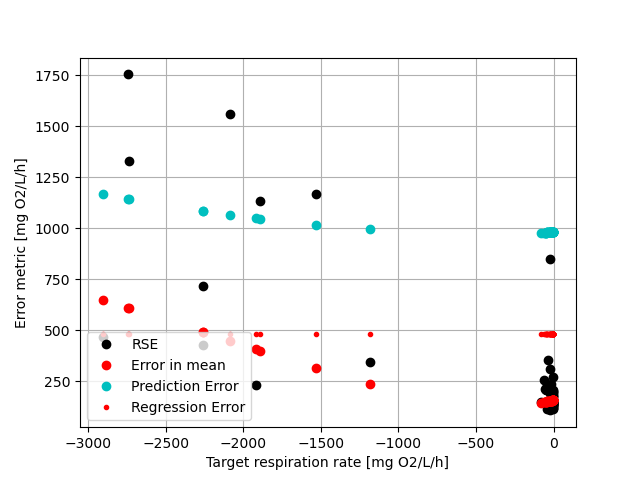 1750
1500
1250
1000
750
500
250
Error metric [mg O2/L/h]
RSE
Error in mean
Prediction Error
Regression Error
−3000 −2500 −2000 −1500 −1000 −500 0
Target respiration rate [mg O2/L/h]